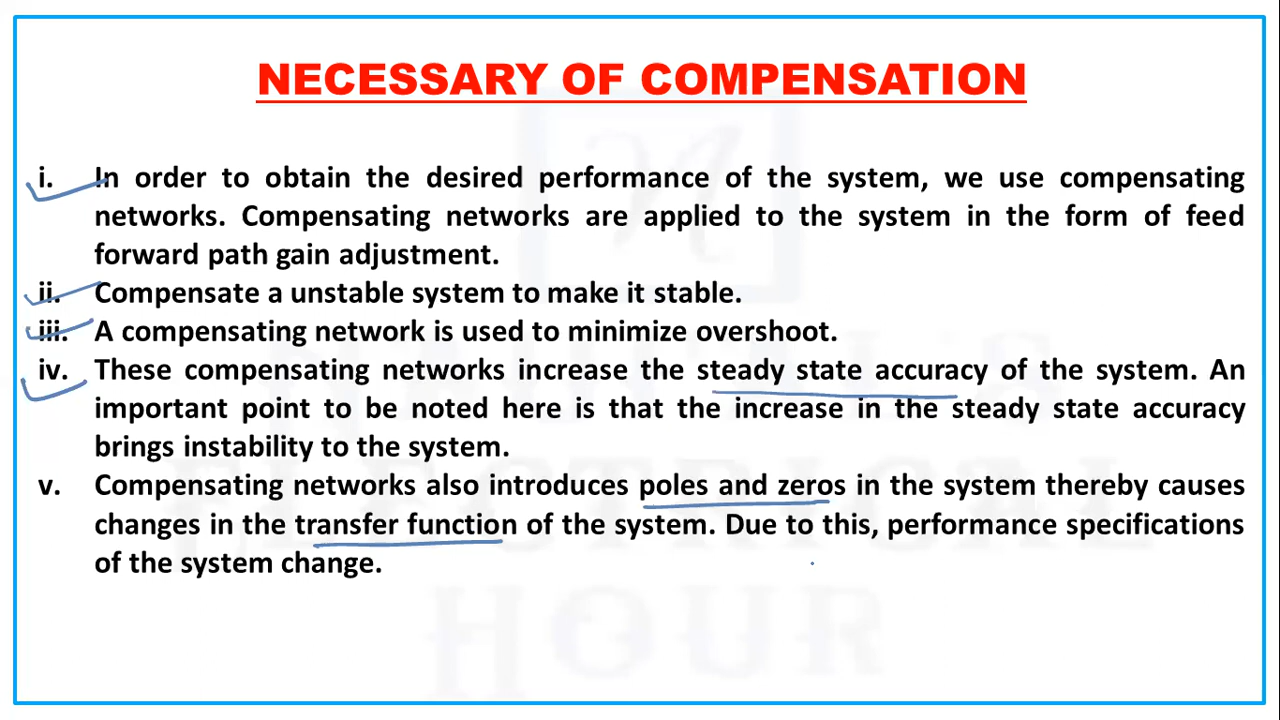 NECESSARY OF COMPENSATION
i. In order to obtain the desired performance of the system, we use compensating
networks. Compensating networks are applied to the system in the form of feed
forward path gain adjustment.
ii. Compensate a unstable system to make it stable.
iii. A compensating network is used to minimize overshoot.
iv. These compensating networks increase the steady state accuracy of the system. An
important point to be noted here is that the increase in the steady state accuracy
brings instability to the system.
v. Compensating networks also introduces poles and zeros in the system thereby causes
changes in the transfer function of the system. Due to this, performance specifications
of the system change.
ELECTRICAL
HOUR